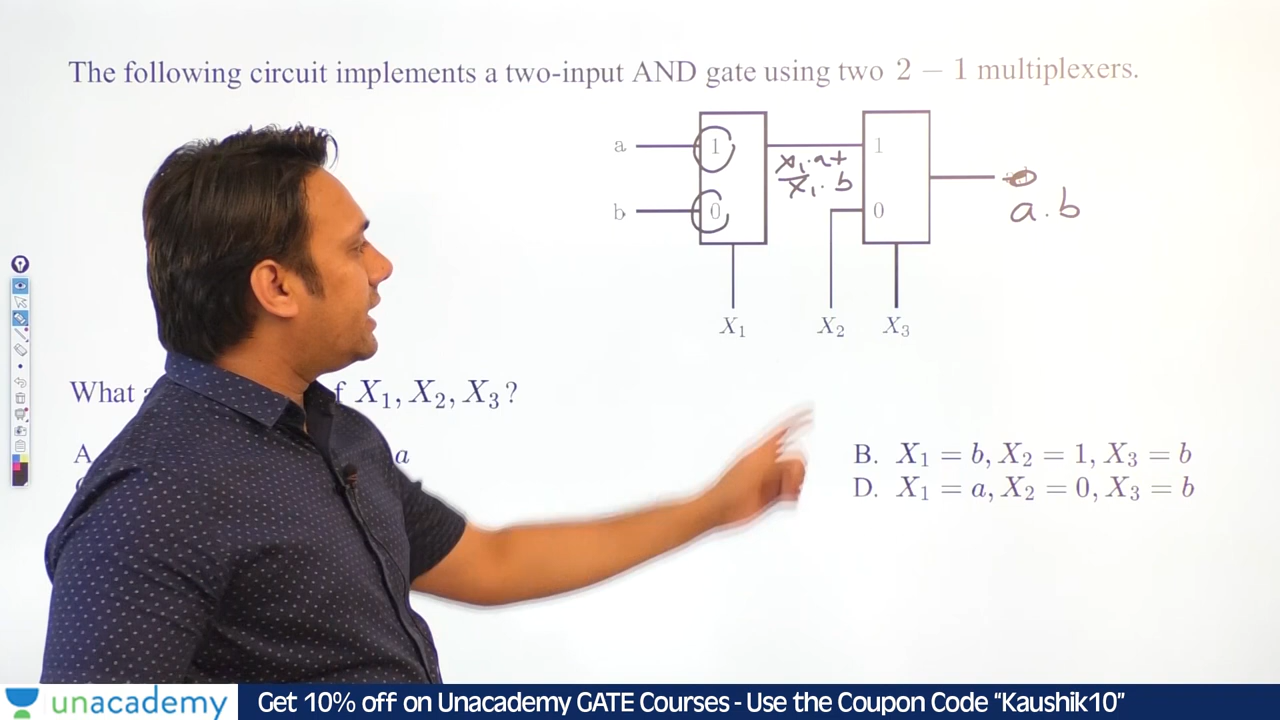 The following circuit implements a two-input AND gate using two 2 − 1 multiplexers.
a
1
1
x₁·a+
x̄₁·b
b
0
0
a.b
X₁
X₂
X₃
What f X₁, X₂, X₃?
A
a
B. X₁ = b, X₂ = 1, X₃ = b
D. X₁ = a, X₂ = 0, X₃ = b
unacademy
Get 10% off on Unacademy GATE Courses - Use the Coupon Code “Kaushik10”